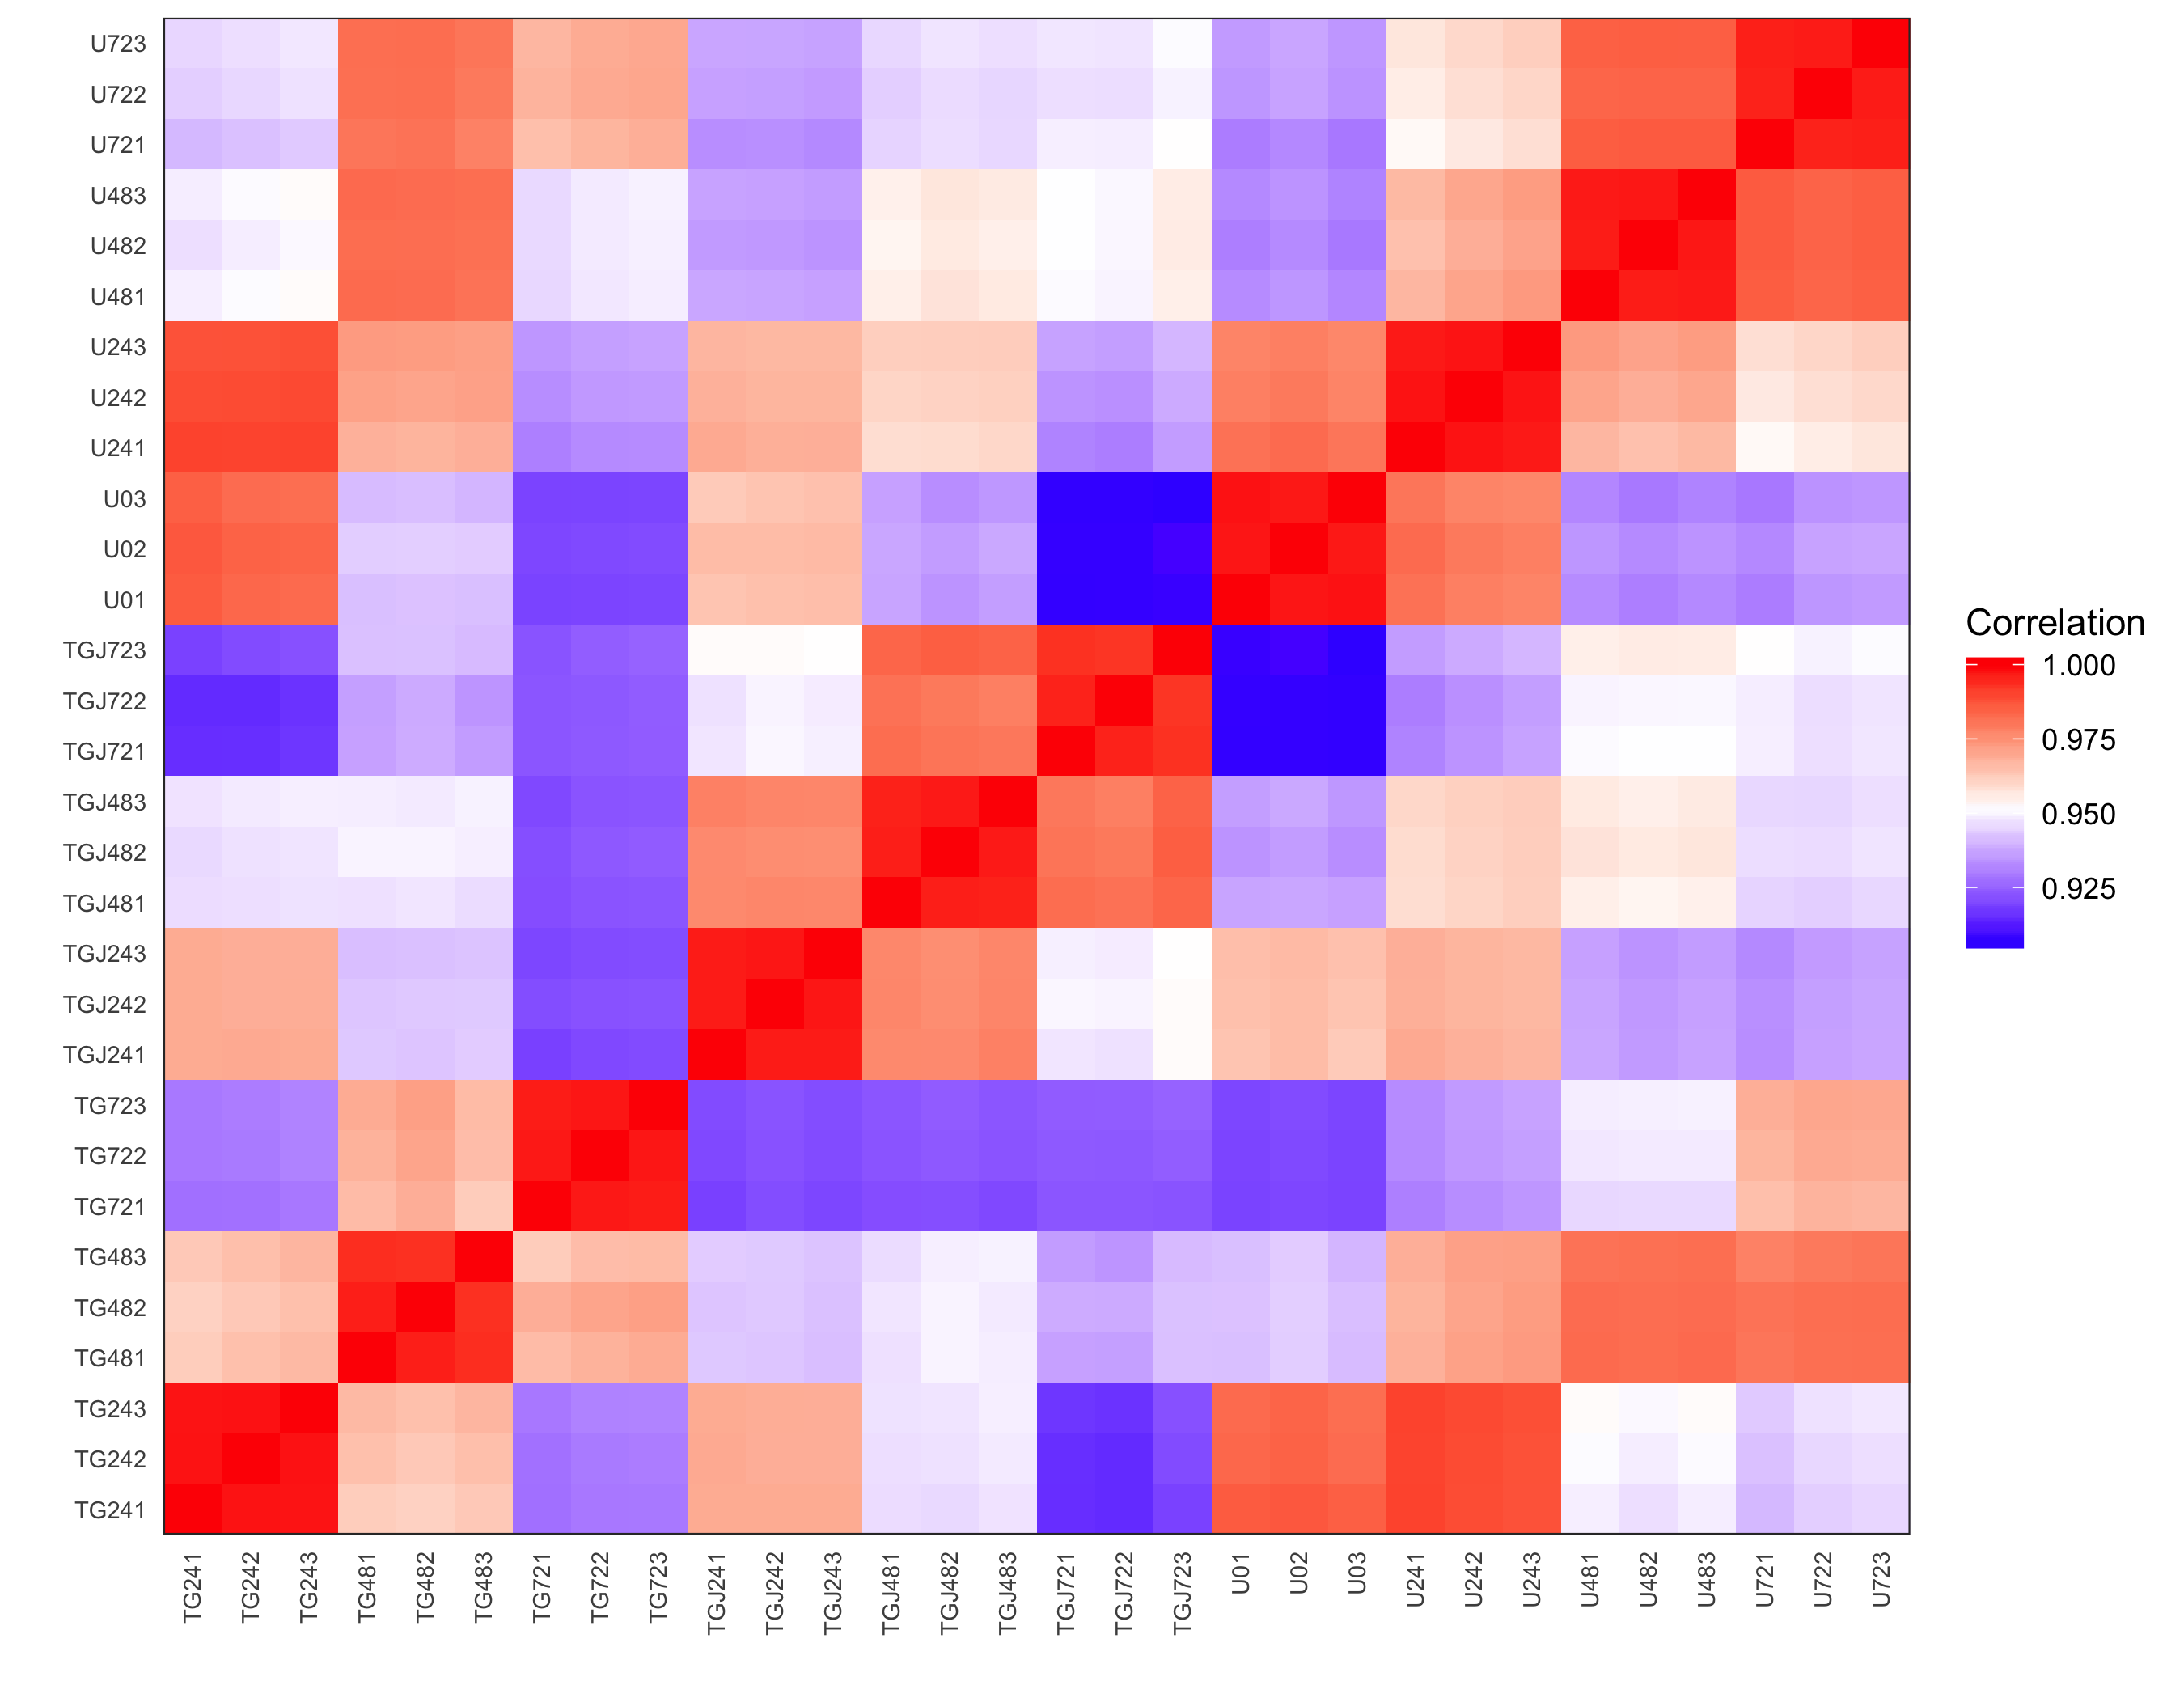 U723
U722
U721
U483
U482
U481
U243
U242
U241
U03
U02
U01
TGJ723
TGJ722
TGJ721
TGJ483
TGJ482
TGJ481
TGJ243
TGJ242
TGJ241
TG723
TG722
TG721
TG483
TG482
TG481
TG243
TG242
TG241
TG241 TG242 TG243 TG481 TG482 TG483 TG721 TG722 TG723 TGJ241 TGJ242 TGJ243 TGJ481 TGJ482 TGJ483 TGJ721 TGJ722 TGJ723 U01 U02 U03 U241 U242 U243 U481 U482 U483 U721 U722 U723
Correlation
1.000
0.975
0.950
0.925